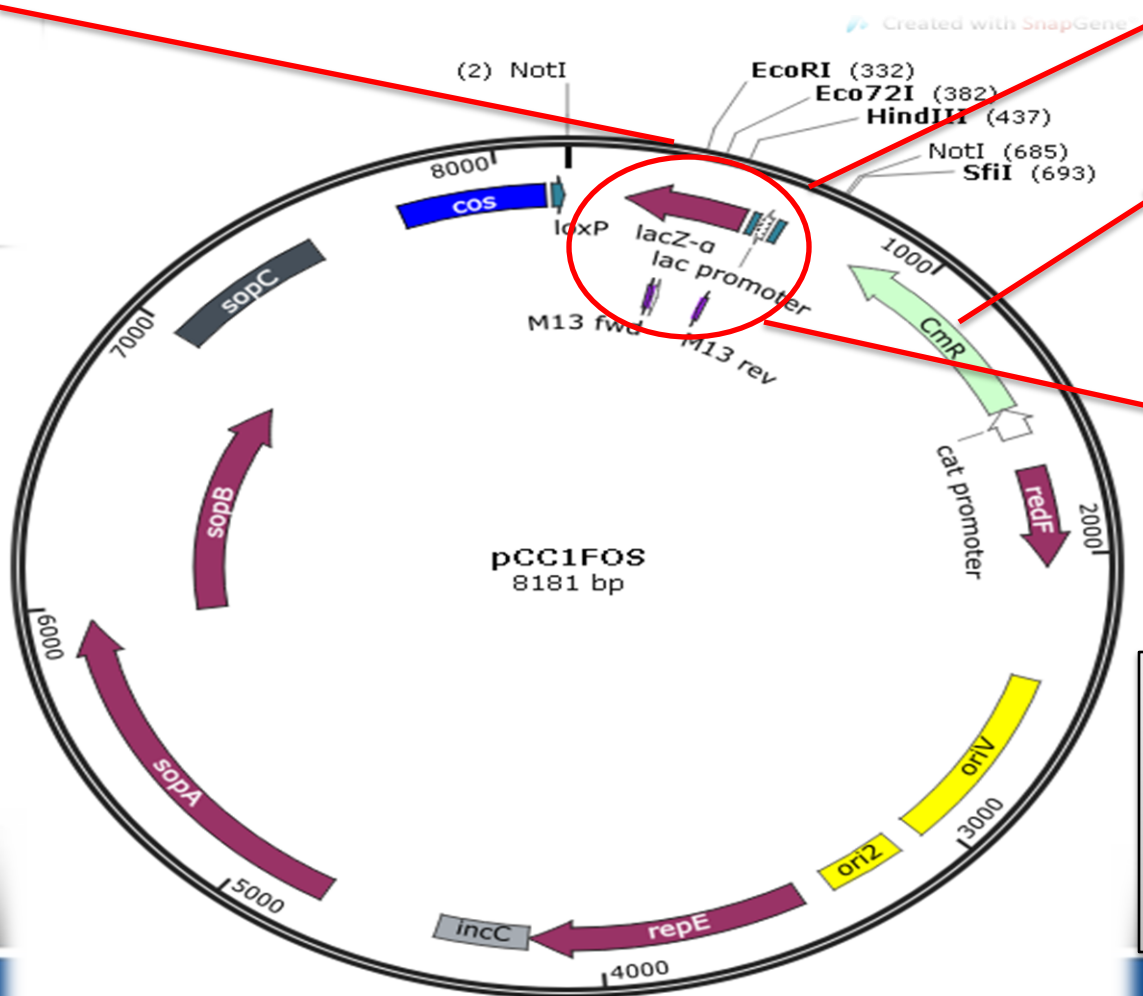 Created with SnapGene
(2) NotI
EcoRI (332)
Eco72I (382)
HindIII (437)
NotI (685)
SfiI (693)
8000
cos
loxP
lacZ-α
lac promoter
M13 fwd
M13 rev
1000
CmR
cat promoter
redF
2000
oriV
3000
ori2
repE
4000
incC
5000
sopA
6000
sopB
7000
sopC
pCC1FOS
8181 bp